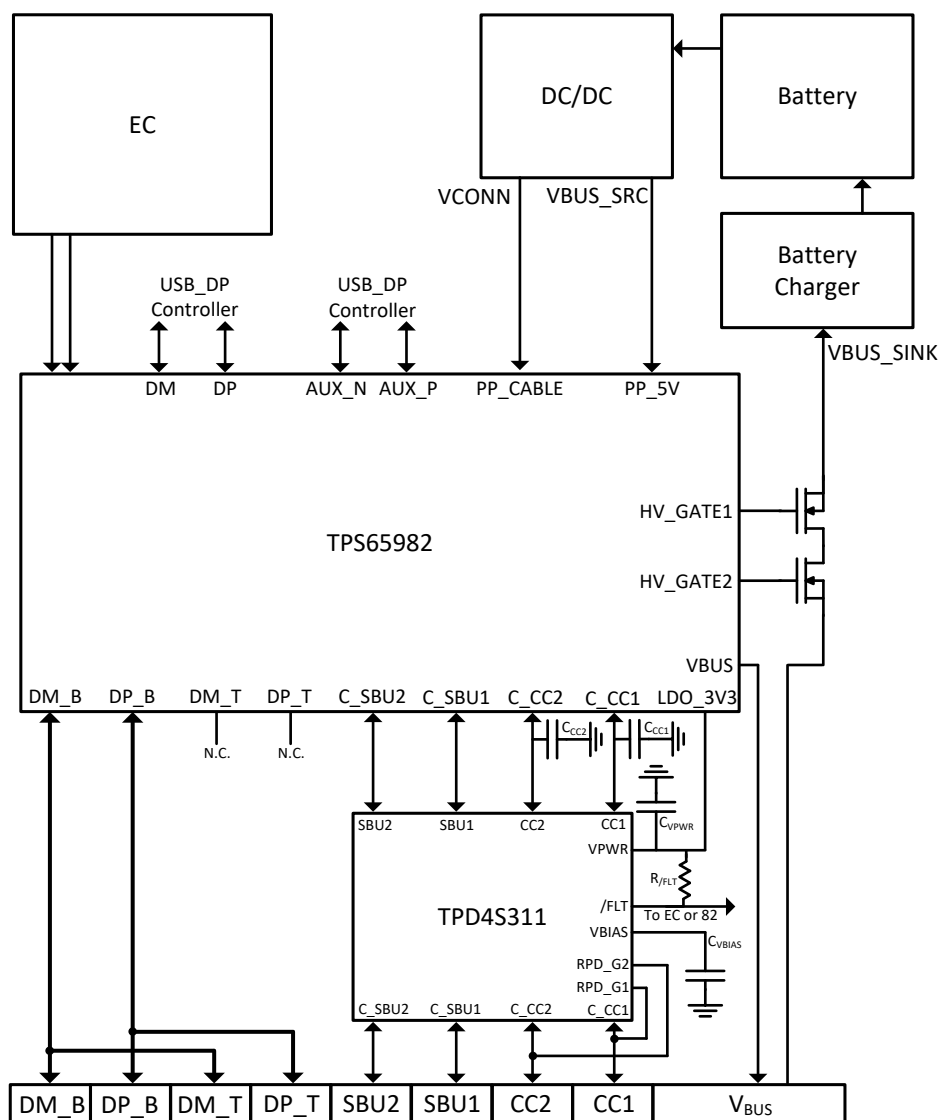 EC
DC/DC
Battery
VCONN
VBUS_SRC
Battery
Charger
VBUS_SINK
USB_DP
Controller
USB_DP
Controller
DM
DP
AUX_N
AUX_P
PP_CABLE
PP_5V
HV_GATE1
TPS65982
HV_GATE2
VBUS
DM_B
DP_B
DM_T
DP_T
C_SBU2
C_SBU1
C_CC2
C_CC1
LDO_3V3
N.C.
N.C.
CCC2
CCC1
SBU2
SBU1
CC2
CC1
CVPWR
VPWR
R/FLT
/FLT
To EC or 82
TPD4S311
VBIAS
CVBIAS
RPD_G2
RPD_G1
C_SBU2
C_SBU1
C_CC2
C_CC1
DM_B
DP_B
DM_T
DP_T
SBU2
SBU1
CC2
CC1
VBUS